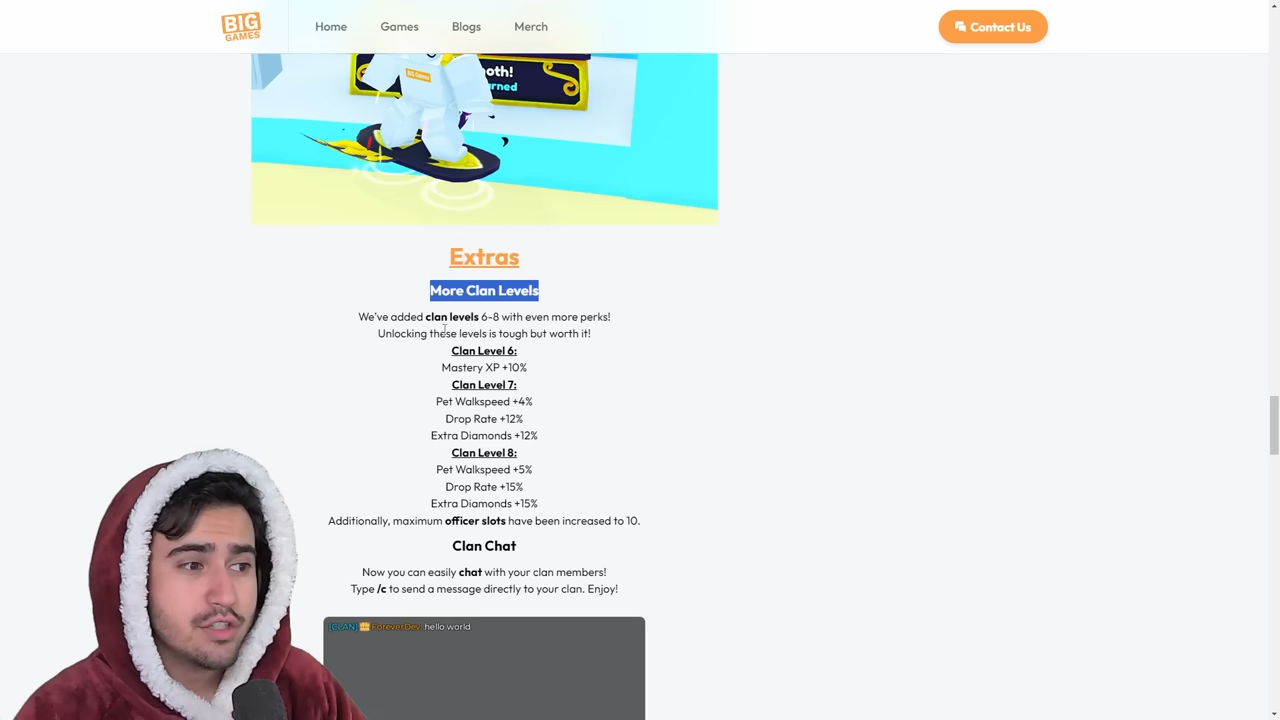 BIG
GAMES
Home
Games
Blogs
Merch
Contact Us
BIG Games
ooth!
rned
Extras
More Clan Levels
We've added clan levels 6-8 with even more perks!
Unlocking these levels is tough but worth it!
Clan Level 6:
Mastery XP +10%
Clan Level 7:
Pet Walkspeed +4%
Drop Rate +12%
Extra Diamonds +12%
Clan Level 8:
Pet Walkspeed +5%
Drop Rate +15%
Extra Diamonds +15%
Additionally, maximum officer slots have been increased to 10.
Clan Chat
Now you can easily chat with your clan members!
Type /c to send a message directly to your clan. Enjoy!
[CLAN] ForeverDev: hello world